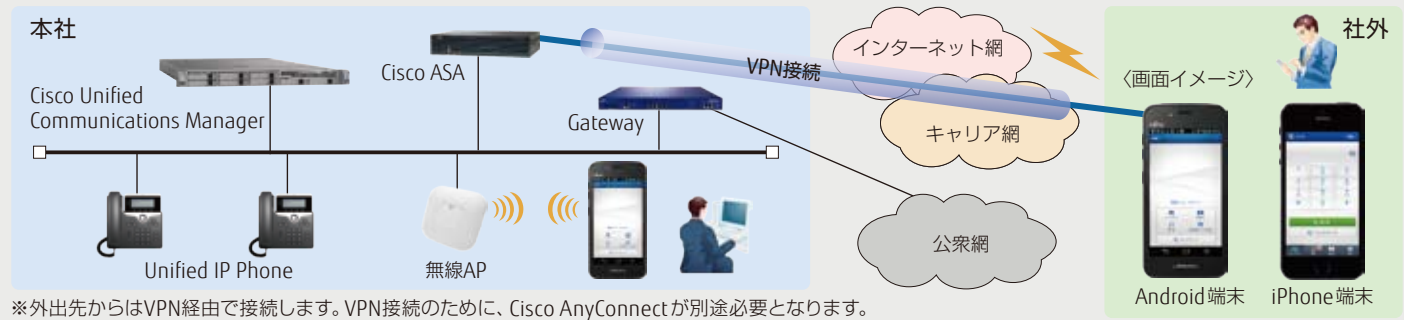 本社
Cisco Unified
Communications Manager
Cisco ASA
Gateway
VPN接続
インターネット網
キャリア網
公衆網
社外
〈画面イメージ〉
Unified IP Phone
無線AP
Android端末
iPhone端末
※外出先からはVPN経由で接続します。VPN接続のために、Cisco AnyConnectが別途必要となります。